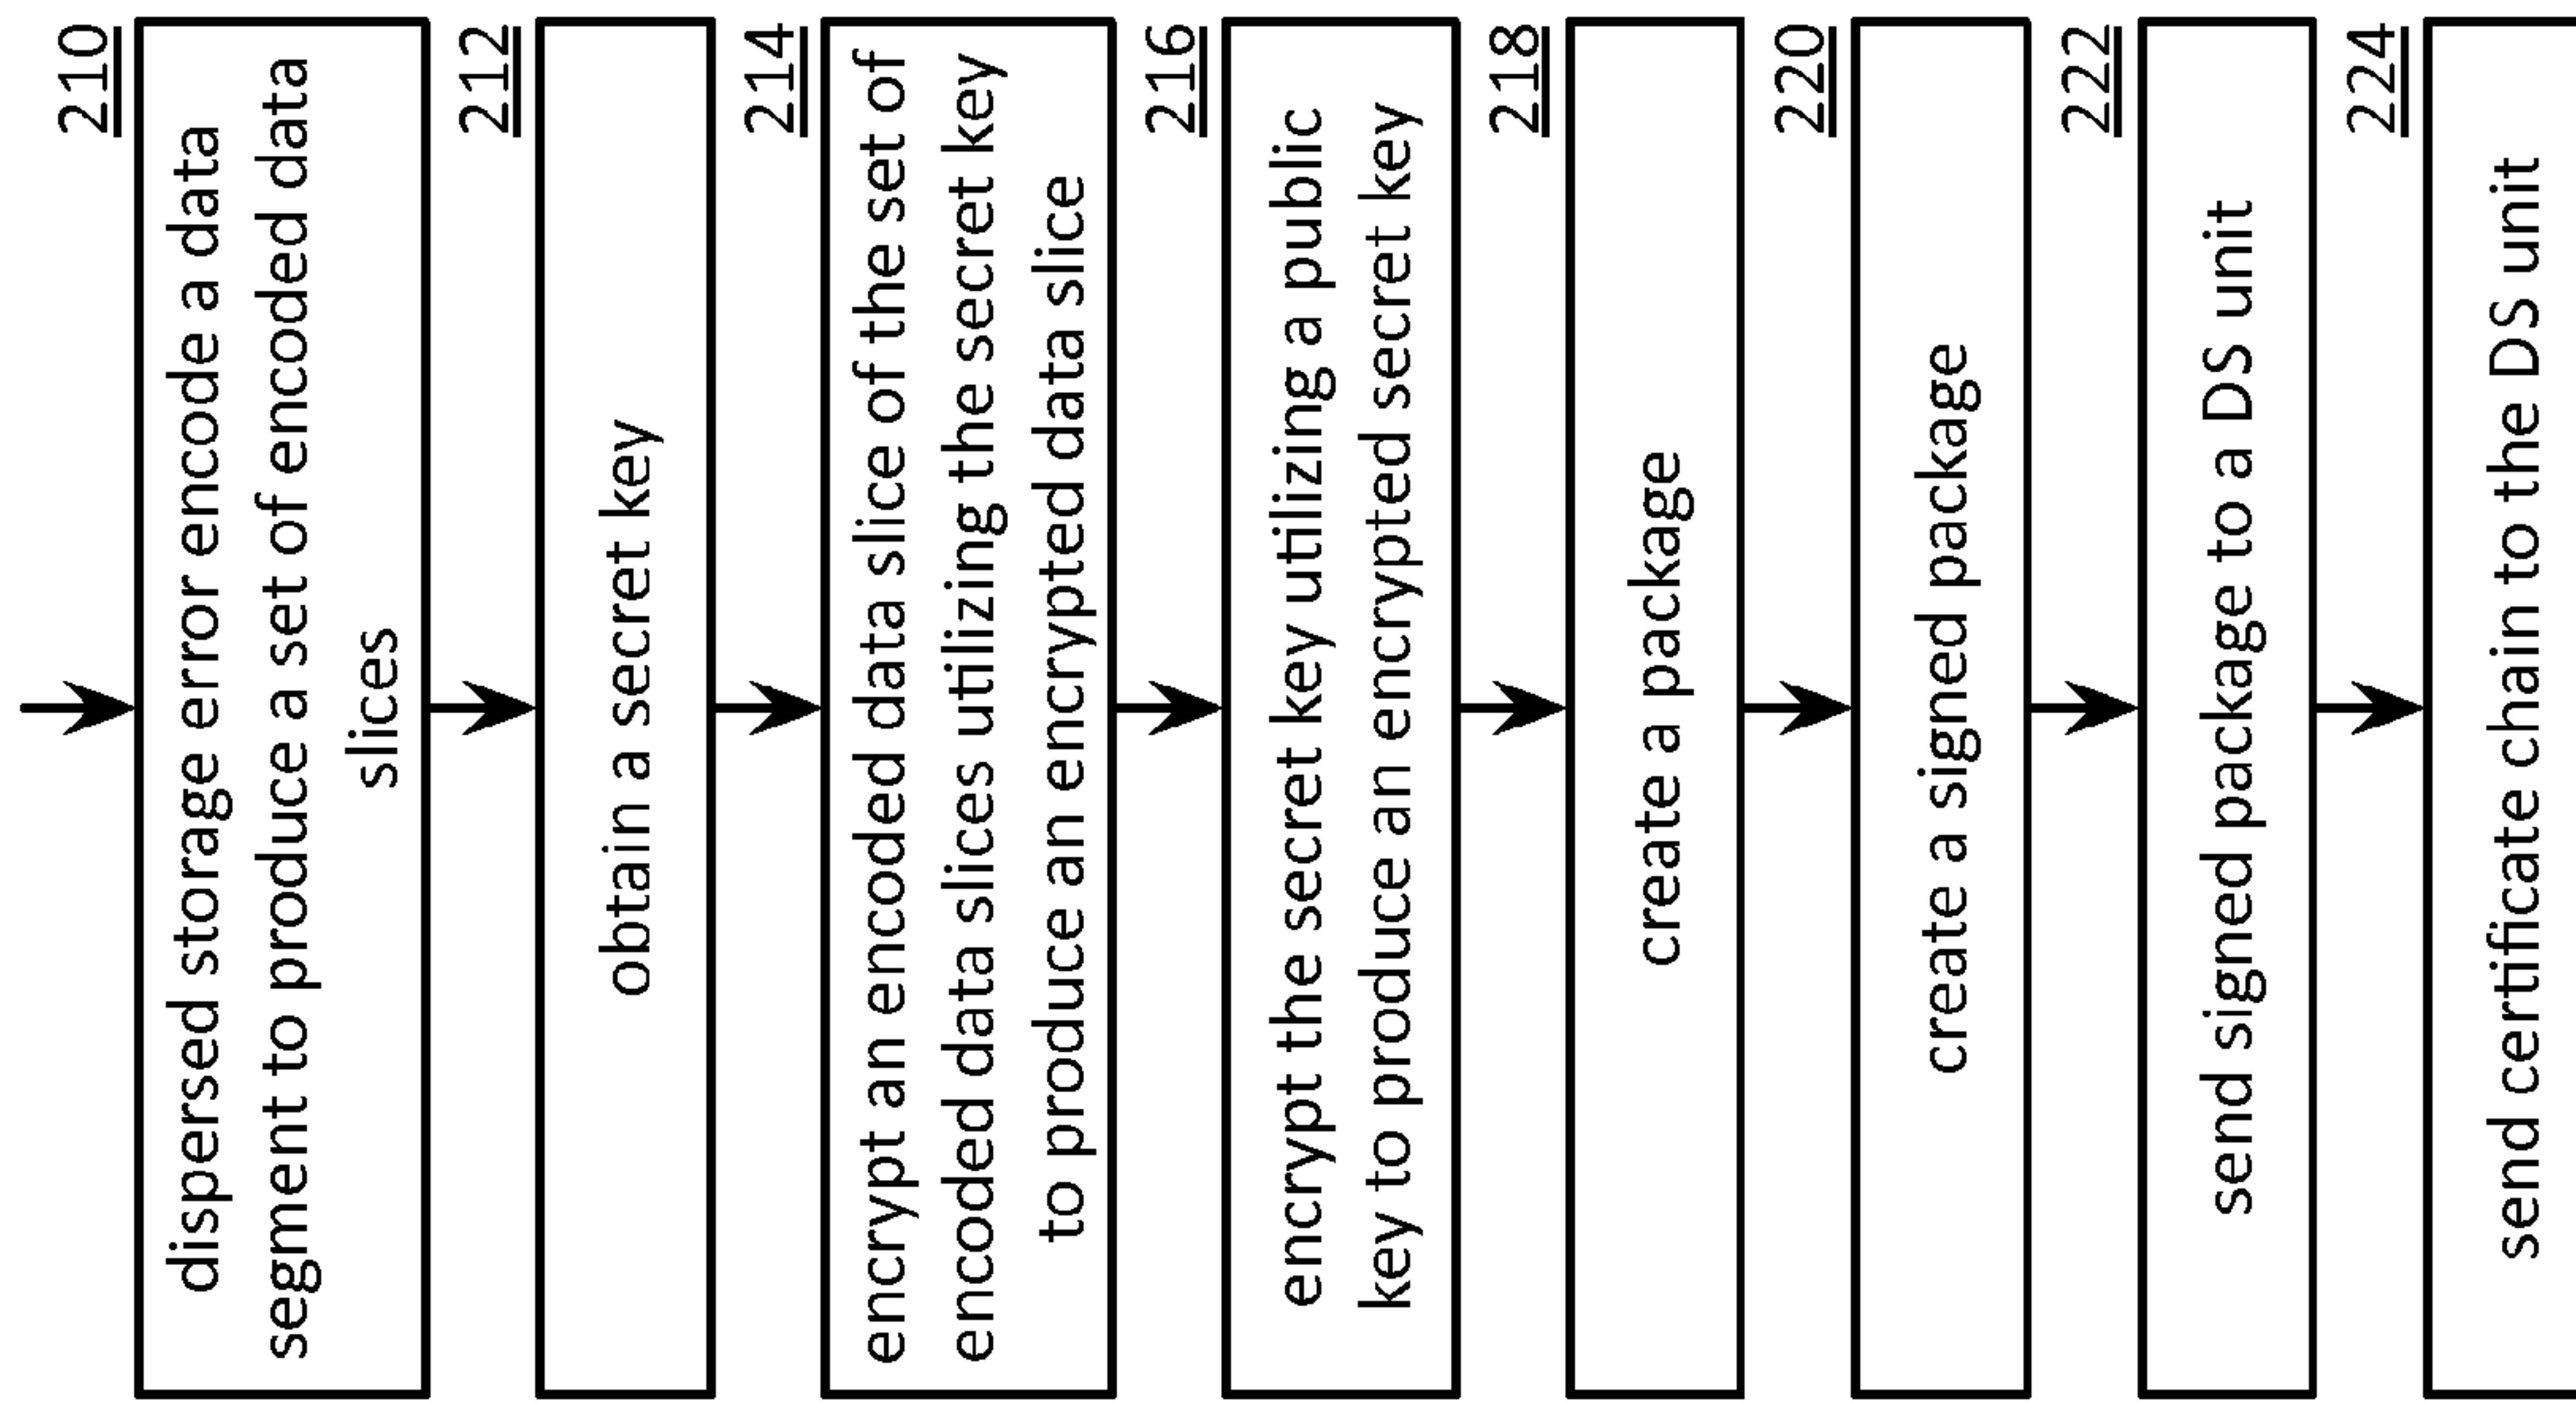 210
dispersed storage error encode a data
segment to produce a set of encoded data
slices
212
obtain a secret key
214
encrypt an encoded data slice of the set of
encoded data slices utilizing the secret key
to produce an encrypted data slice
216
encrypt the secret key utilizing a public
key to produce an encrypted secret key
218
create a package
220
create a signed package
222
send signed package to a DS unit
224
send certificate chain to the DS unit